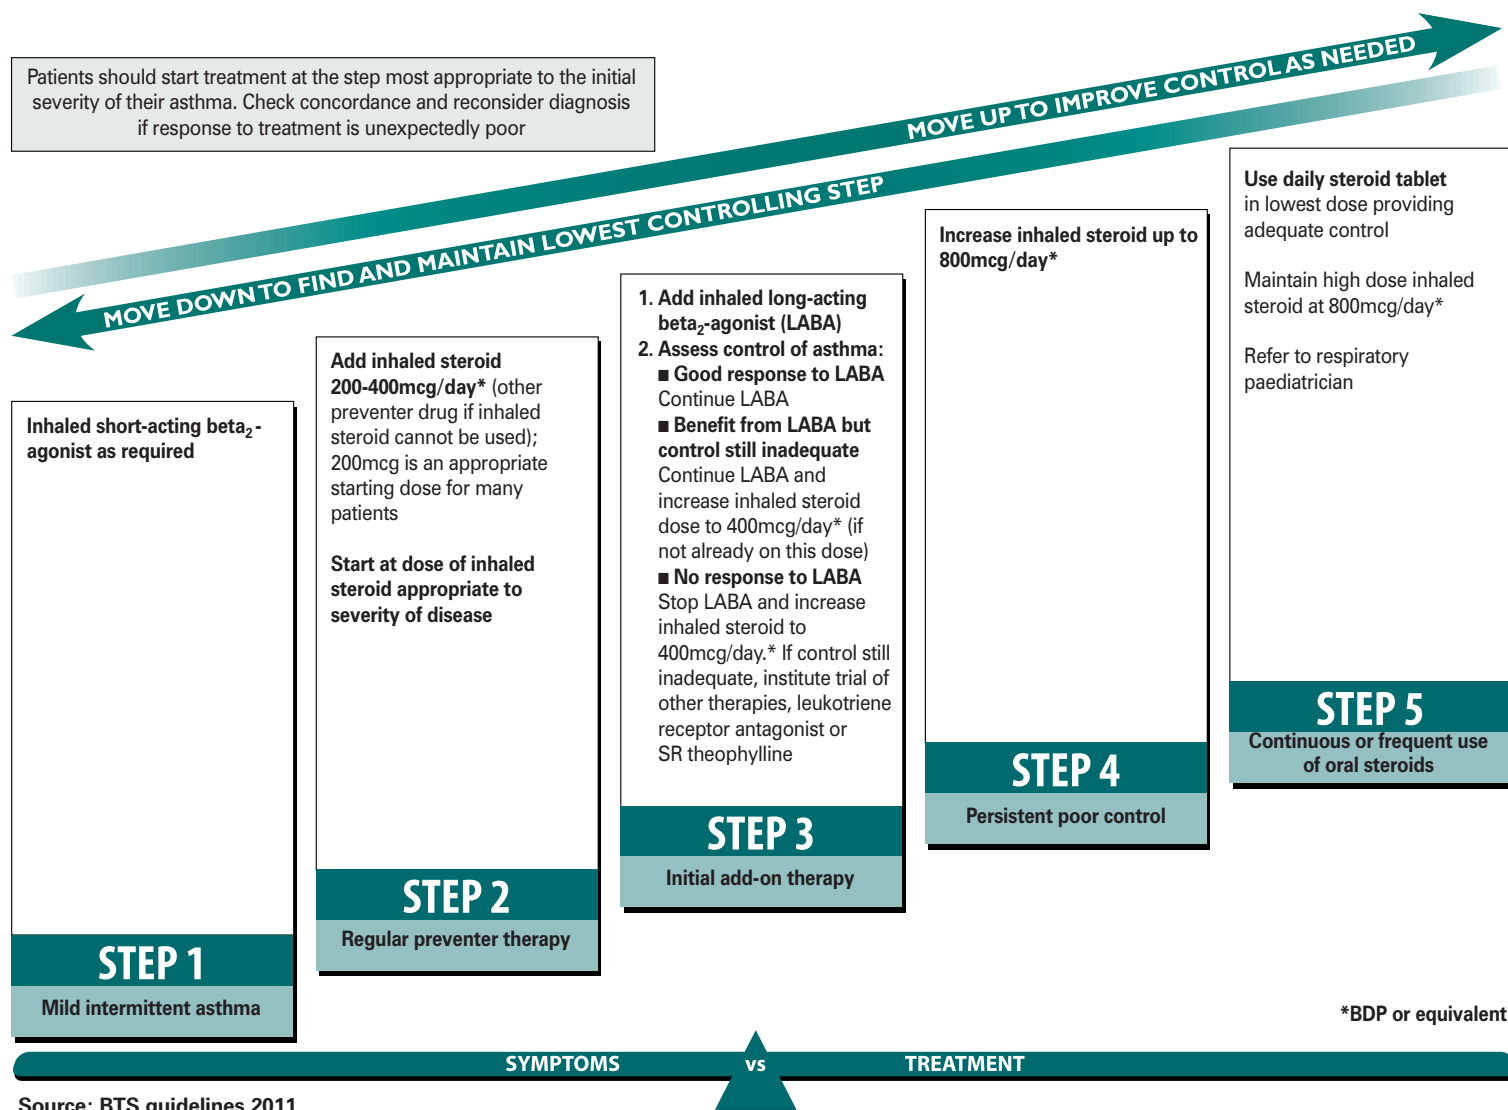 Patients should start treatment at the step most appropriate to the initial
severity of their asthma. Check concordance and reconsider diagnosis
if response to treatment is unexpectedly poor
MOVE UP TO IMPROVE CONTROL AS NEEDED
MOVE DOWN TO FIND AND MAINTAIN LOWEST CONTROLLING STEP
Inhaled short-acting beta₂-
agonist as required
STEP 1
Mild intermittent asthma
Add inhaled steroid
200-400mcg/day* (other
preventer drug if inhaled
steroid cannot be used);
200mcg is an appropriate
starting dose for many
patients
Start at dose of inhaled
steroid appropriate to
severity of disease
STEP 2
Regular preventer therapy
1. Add inhaled long-acting
beta₂-agonist (LABA)
2. Assess control of asthma:
■ Good response to LABA
Continue LABA
■ Benefit from LABA but
control still inadequate
Continue LABA and
increase inhaled steroid
dose to 400mcg/day* (if
not already on this dose)
■ No response to LABA
Stop LABA and increase
inhaled steroid to
400mcg/day.* If control still
inadequate, institute trial of
other therapies, leukotriene
receptor antagonist or
SR theophylline
STEP 3
Initial add-on therapy
Increase inhaled steroid up to
800mcg/day*
STEP 4
Persistent poor control
Use daily steroid tablet
in lowest dose providing
adequate control
Maintain high dose inhaled
steroid at 800mcg/day*
Refer to respiratory
paediatrician
STEP 5
Continuous or frequent use
of oral steroids
*BDP or equivalent
SYMPTOMS vs TREATMENT
Source: BTS guidelines 2011